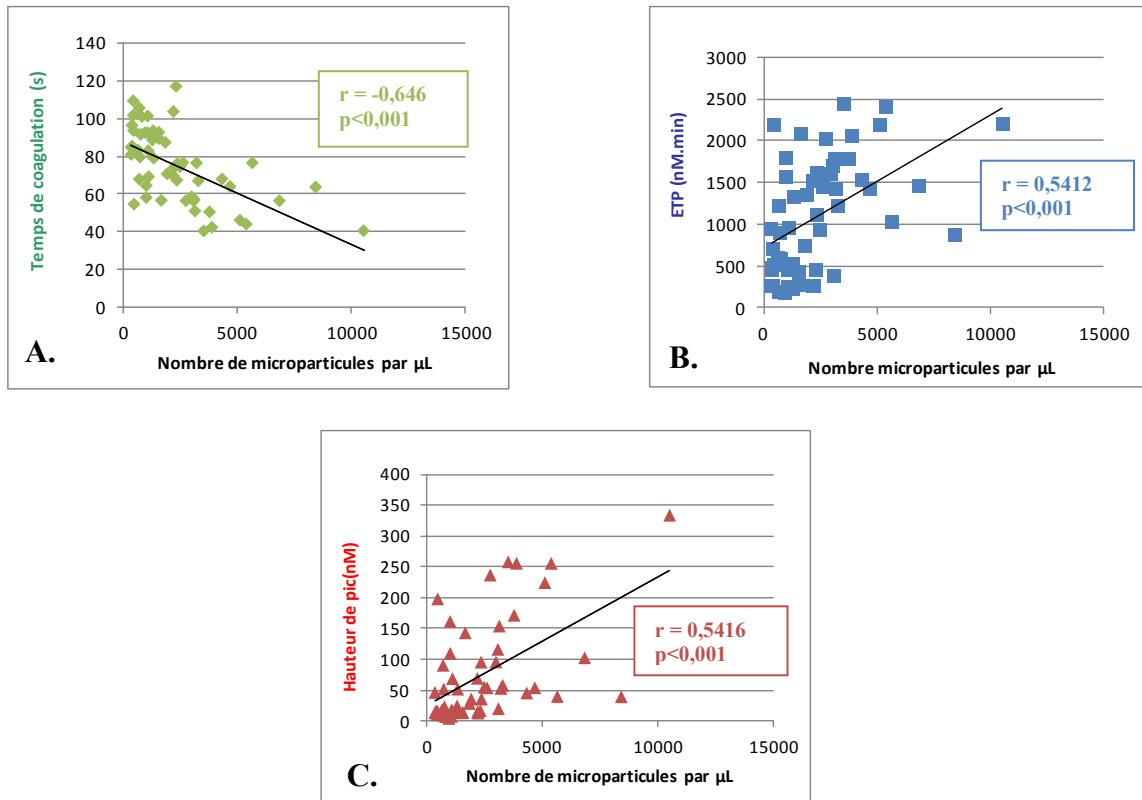 140
120
100
80
60
40
20
0
0 5000 10000 15000
Temps de coagulation (s)
Nombre de microparticules par µL
r = -0,646
p<0,001
A.
3000
2500
2000
1500
1000
500
0
0 5000 10000 15000
ETP (nM.min)
Nombre microparticules par µL
r = 0,5412
p<0,001
B.
400
350
300
250
200
150
100
50
0
0 5000 10000 15000
Hauteur de pic(nM)
Nombre de microparticules par µL
r = 0,5416
p<0,001
C.